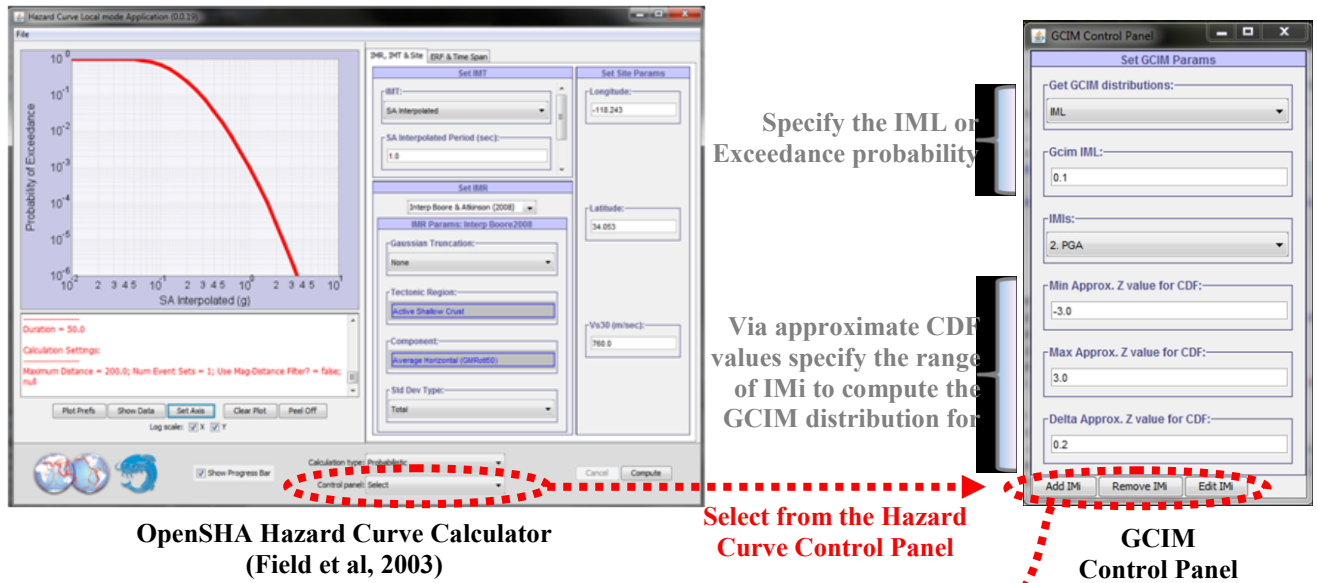 Hazard Curve Local mode Application (0.0.19)
File
Probability of Exceedance
10 0
10-1
10-2
10-3
10-4
10-5
10-6
10-2 2 3 4 5 10-1 2 3 4 5 100 2 3 4 5 101
SA Interpolated (g)
Duration = 50.0
Calculation Settings:
Maximum Distance = 200.0; Num Event Sets = 1; Use Mag-Distance Filter? = false;
null
Plot Prefs Show Data Set Axis Clear Plot Peel Off
Log scale: X Y
IMR, IMT & Site ERF & Time Span
Set IMT
IMT:
SA Interpolated
SA Interpolated Period (sec):
1.0
Set IMR
Interp Boore & Atkinson (2008)
IMR Params: Interp Boore2008
Gaussian Truncation:
None
Tectonic Region:
Active Shallow Crust
Component:
Average Horizontal (GMRotI50)
Std Dev Type:
Total
Set Site Params
Longitude:
-118.243
Latitude:
34.053
Vs30 (m/sec):
760.0
Show Progress Bar
Calculation type: Probabilistic
Control panel: Select
Cancel Compute
OpenSHA Hazard Curve Calculator
(Field et al, 2003)
Specify the IML or
Exceedance probability
Via approximate CDF
values specify the range
of IMi to compute the
GCIM distribution for
Select from the Hazard
Curve Control Panel
GCIM Control Panel
Set GCIM Params
Get GCIM distributions:
IML
Gcim IML:
0.1
IMIs:
2. PGA
Min Approx. Z value for CDF:
-3.0
Max Approx. Z value for CDF:
3.0
Delta Approx. Z value for CDF:
0.2
Add IMi Remove IMi Edit IMi
GCIM
Control Panel